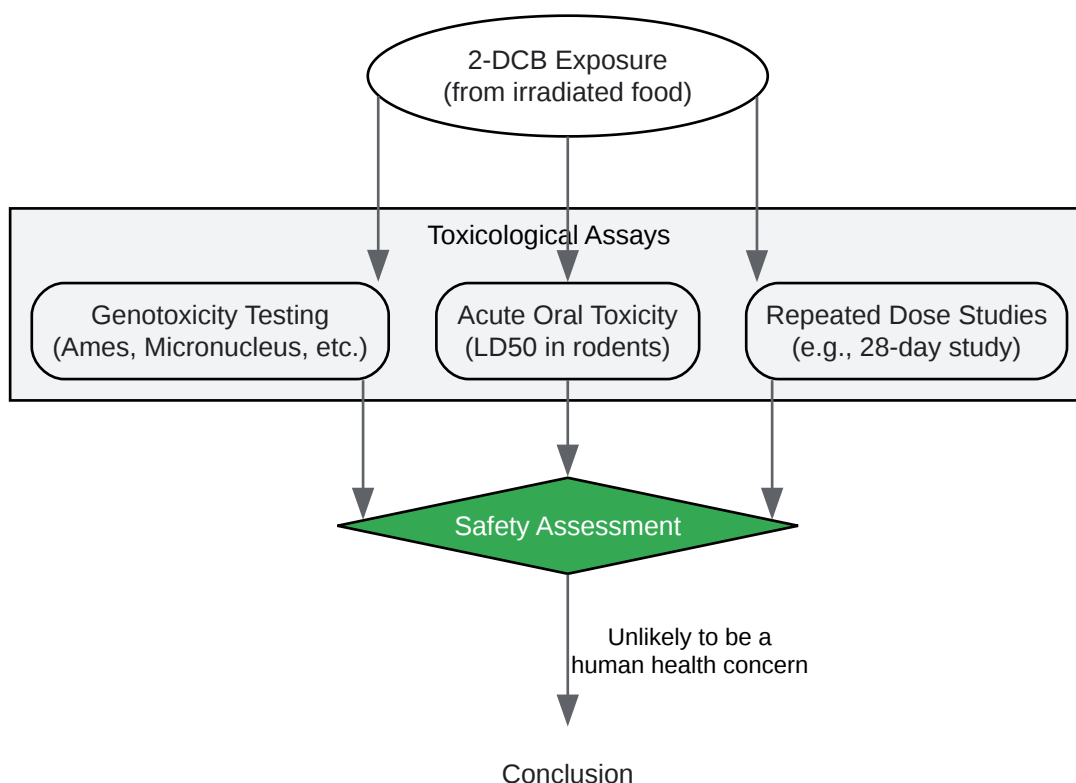 2-DCB Exposure
(from irradiated food)
Toxicological Assays
Genotoxicity Testing
(Ames, Micronucleus, etc.)
Acute Oral Toxicity
(LD50 in rodents)
Repeated Dose Studies
(e.g., 28-day study)
Safety Assessment
Unlikely to be a
human health concern
Conclusion